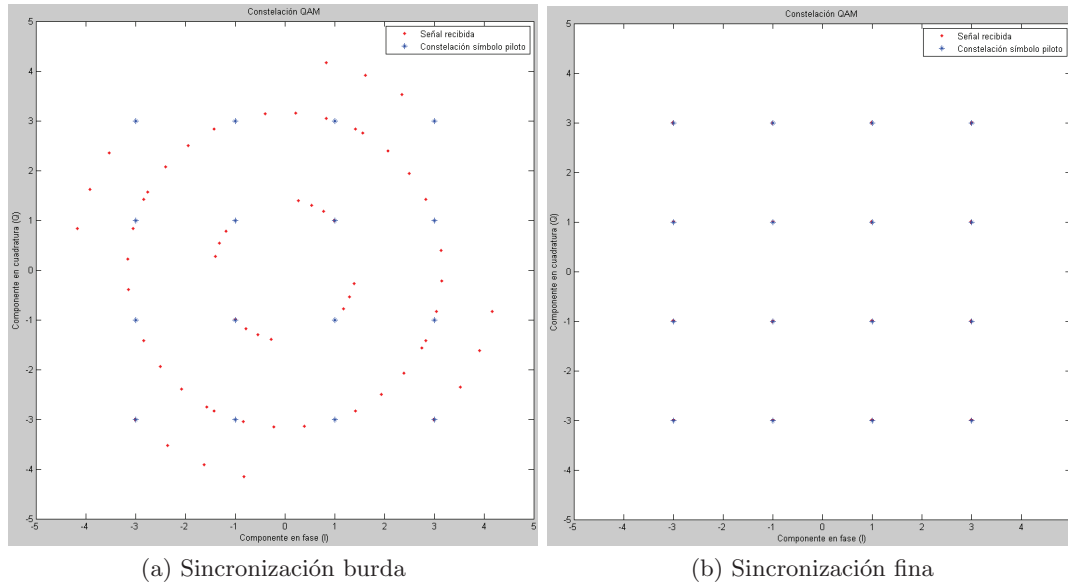 Constelación QAM
Señal recibida
Constelación símbolo piloto
Componente en cuadratura (Q)
5
4
3
2
1
0
-1
-2
-3
-4
-5
-5 -4 -3 -2 -1 0 1 2 3 4 5
Componente en fase (I)
(a) Sincronización burda
Constelación QAM
Señal recibida
Constelación símbolo piloto
Componente en cuadratura (Q)
5
4
3
2
1
0
-1
-2
-3
-4
-5
-5 -4 -3 -2 -1 0 1 2 3 4
Componente en fase (I)
(b) Sincronización fina